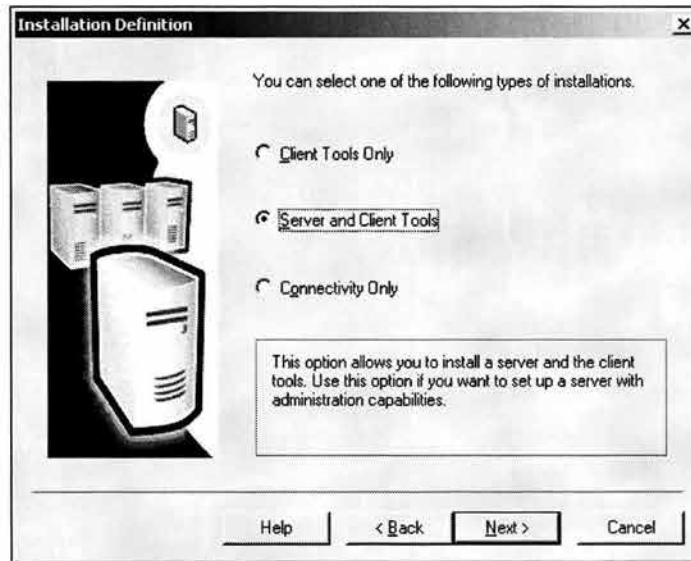 Installation Definition
You can select one of the following types of installations.
Client Tools Only
Server and Client Tools
Connectivity Only
This option allows you to install a server and the client
tools. Use this option if you want to set up a server with
administration capabilities.
Help
< Back
Next >
Cancel